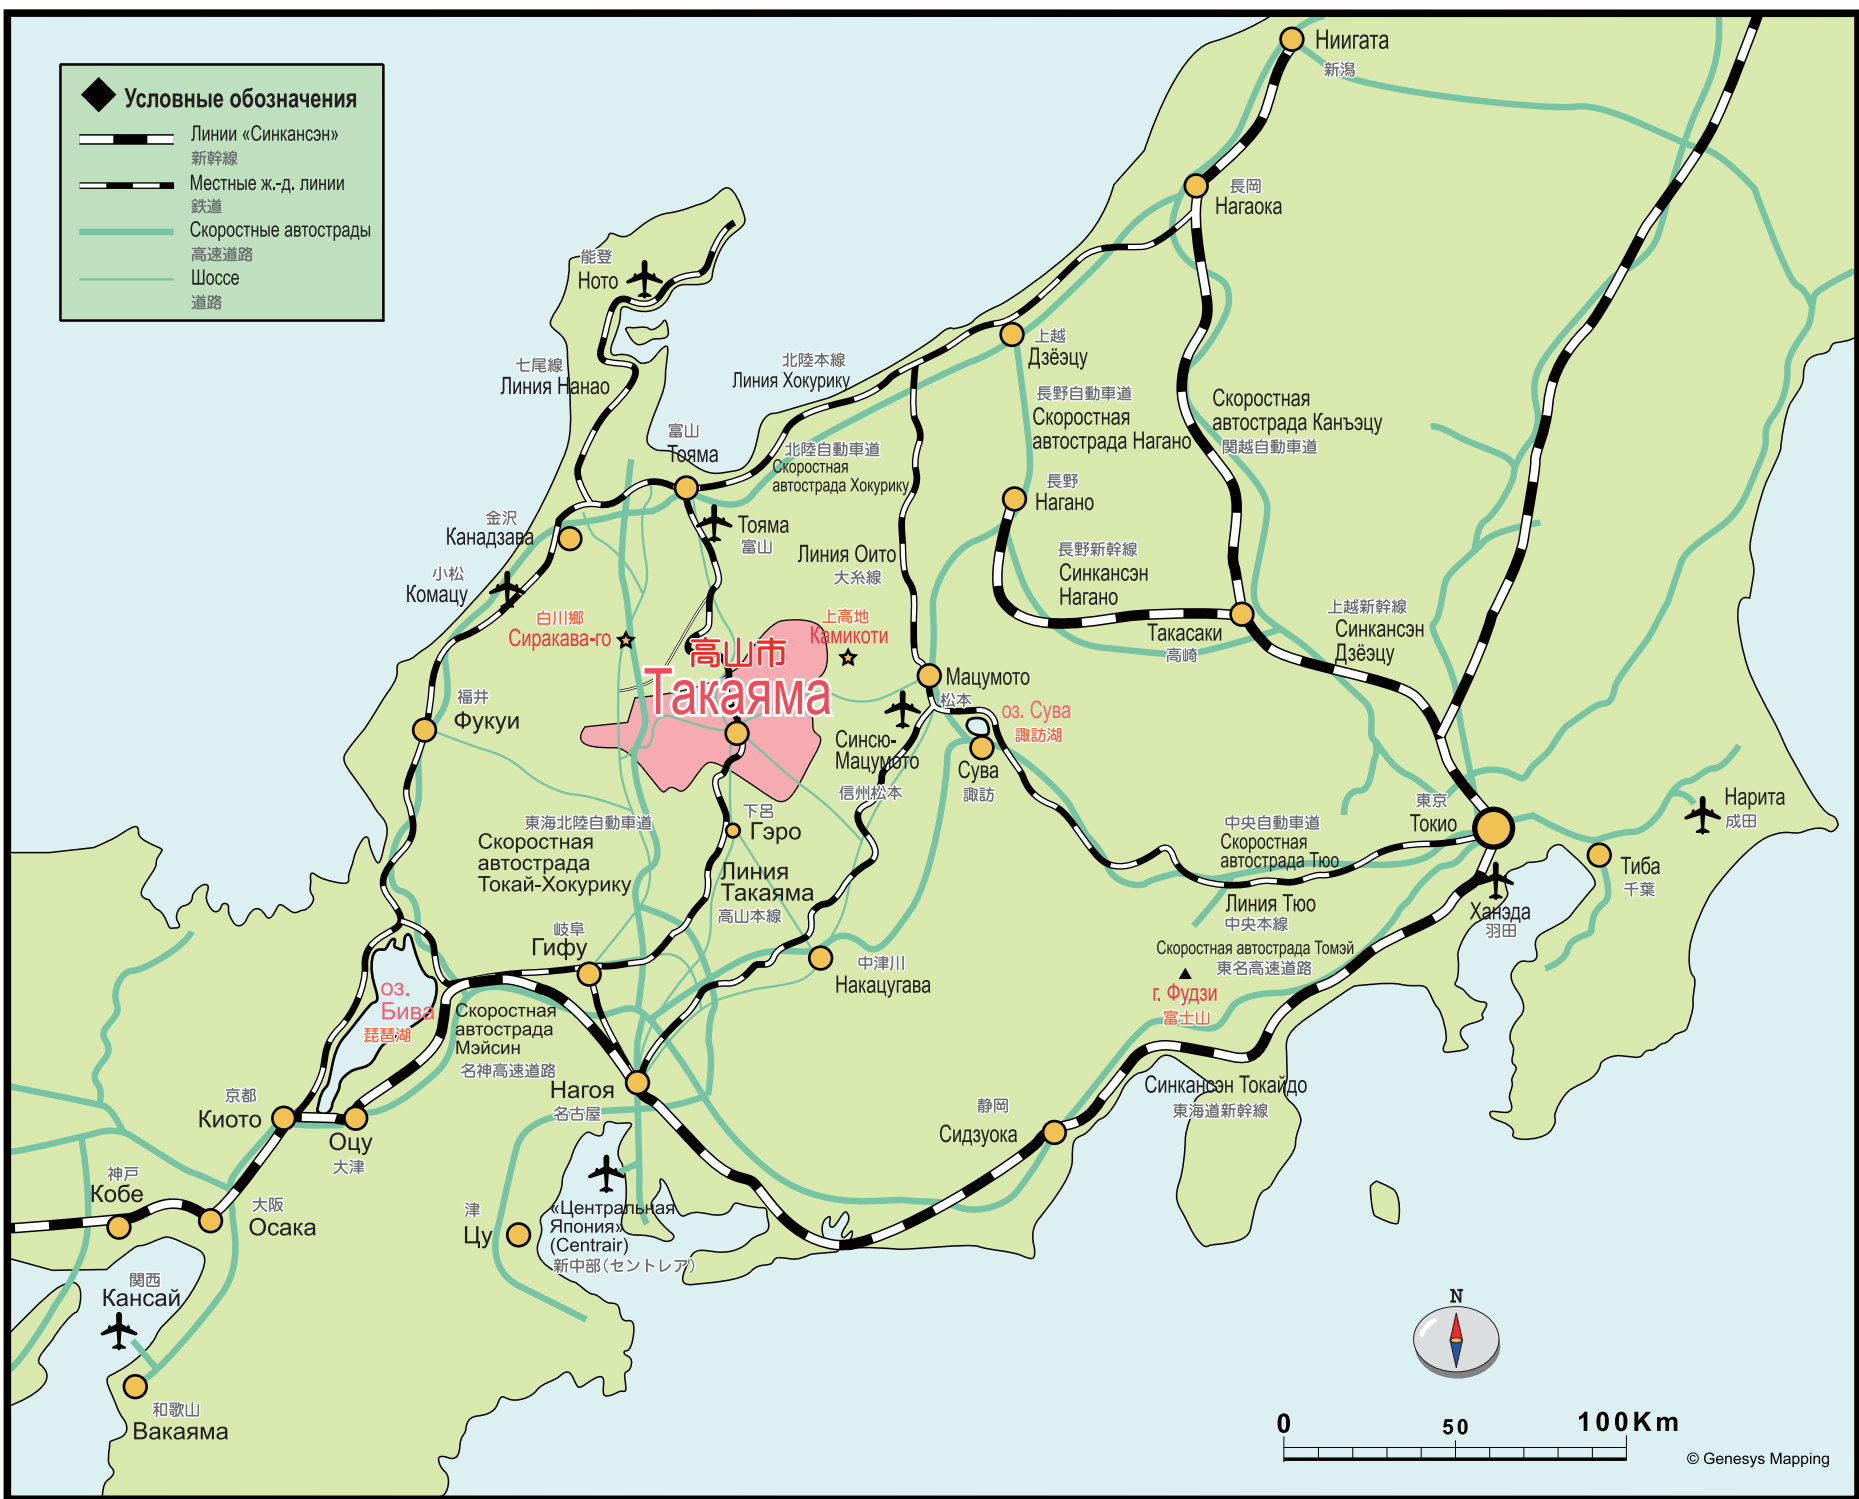 Условные обозначения
Линии «Синкансэн»
新幹線
Местные ж.-д. линии
鉄道
Скоростные автострады
高速道路
Шоссе
道路
Ниигата
新潟
長岡
Нагаока
能登
Ното
上越
Дзёэцу
七尾線
Линия Нанао
北陸本線
Линия Хокурику
長野自動車道
Скоростная
автострада Нагано
Скоростная
автострада Канъэцу
関越自動車道
富山
Тояма
北陸自動車道
Скоростная
автострада Хокурику
長野
Нагано
金沢
Канадзава
Тояма
富山
Линия Оито
大糸線
長野新幹線
Синкансэн
Нагано
小松
Комацу
白川郷
Сиракава-го
上高地
Камикоти
高山市
Такаяма
Такасаки
高崎
上越新幹線
Синкансэн
Дзёэцу
福井
Фукуи
Мацумото
松本
оз. Сува
諏訪湖
Синсю-
Мацумото
信州松本
Сува
諏訪
東海北陸自動車道
Скоростная
автострада
Токай-Хокурику
下呂
Гэро
Линия
Такаяма
高山本線
東京
Токио
Нарита
成田
中央自動車道
Скоростная
автострада Тюо
Тиба
千葉
Линия Тюо
中央本線
Ханэда
羽田
岐阜
Гифу
中津川
Накацугава
Скоростная автострада Томэй
東名高速道路
г. Фудзи
富士山
оз.
Бива
琵琶湖
Скоростная
автострада
Мэйсин
名神高速道路
Нагоя
名古屋
京都
Киото
Оцу
大津
静岡
Сидзуока
Синкансэн Токайдо
東海道新幹線
神戸
Кобе
大阪
Осака
津
Цу
«Центральная
Япония»
(Centrair)
新中部(セントレア)
関西
Кансай
和歌山
Вакаяма
N
0 50 100Km
© Genesys Mapping